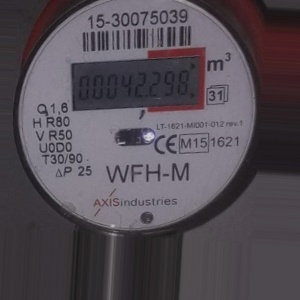 15-30075039
00042.298 m³
31
Q 1,6
H R80
V R50
U0D0
T30/90
ΔP 25
LT-1621-MI001-012 rev.1
CE M15 1621
WFH-M
AXISindustries